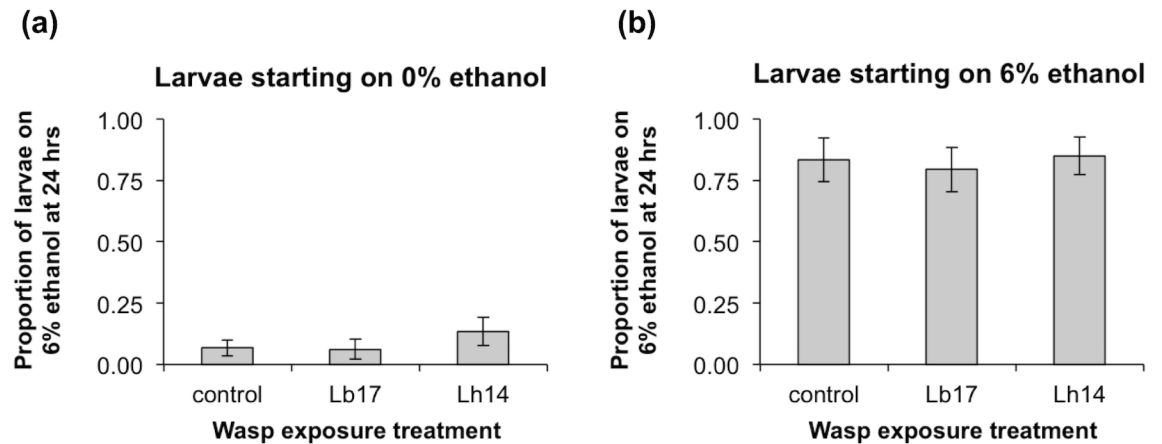 (a)
Larvae starting on 0% ethanol
Proportion of larvae on
6% ethanol at 24 hrs
1.00
0.75
0.50
0.25
0.00
control Lb17 Lh14
Wasp exposure treatment
(b)
Larvae starting on 6% ethanol
Proportion of larvae on
6% ethanol at 24 hrs
1.00
0.75
0.50
0.25
0.00
control Lb17 Lh14
Wasp exposure treatment